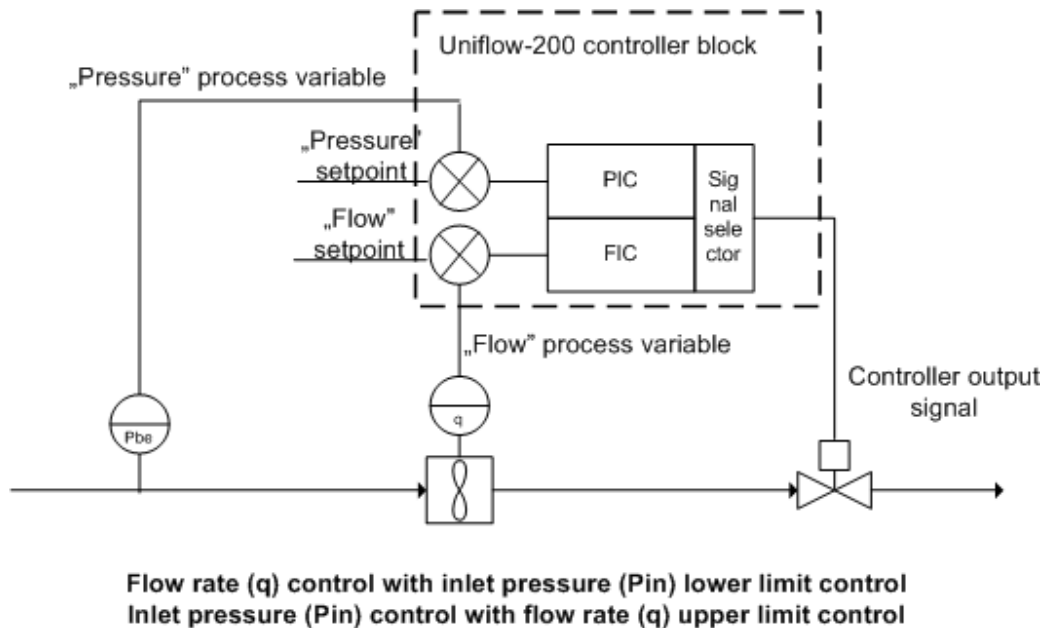 Uniflow-200 controller block
„Pressure” process variable
„Pressure”
setpoint
PIC
Sig
nal
sele
ctor
„Flow”
setpoint
FIC
„Flow” process variable
Controller output
signal
Pbe
q
Flow rate (q) control with inlet pressure (Pin) lower limit control
Inlet pressure (Pin) control with flow rate (q) upper limit control